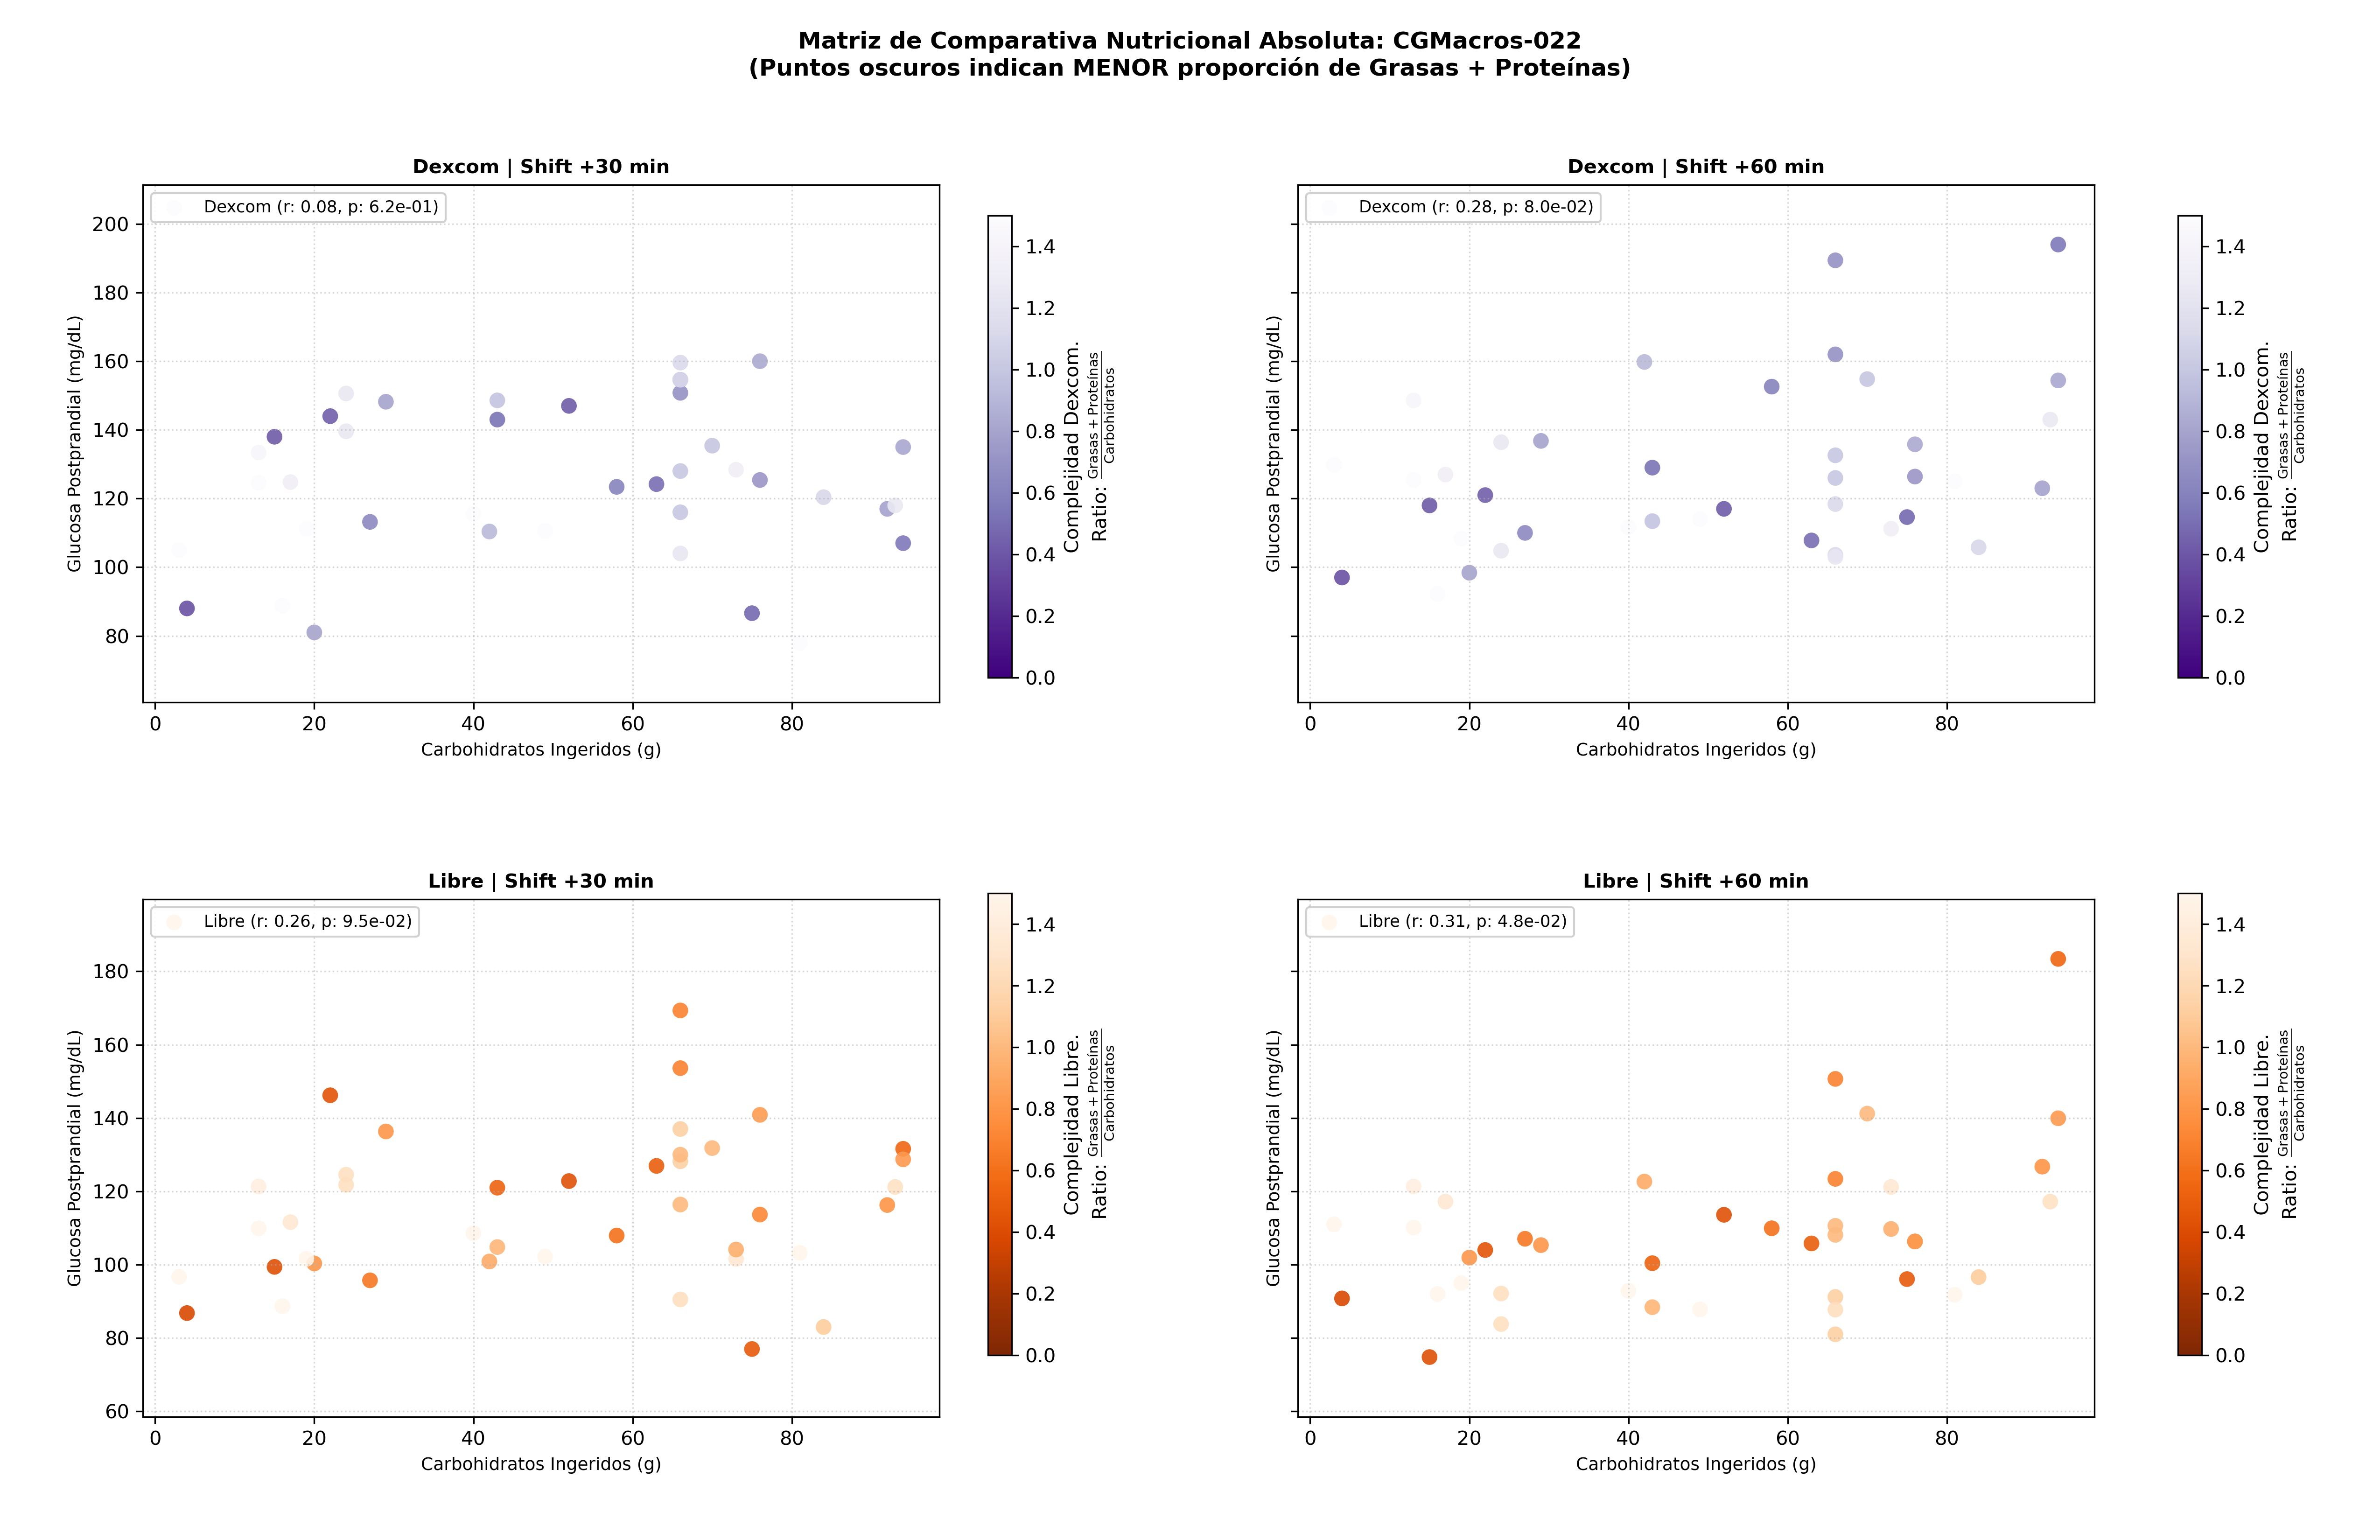 Matriz de Comparativa Nutricional Absoluta: CGMacros-022
(Puntos oscuros indican MENOR proporción de Grasas + Proteínas)
Dexcom | Shift +30 min
Dexcom (r: 0.08, p: 6.2e-01)
Glucosa Postprandial (mg/dL)
200
180
160
140
120
100
80
0 20 40 60 80
Carbohidratos Ingeridos (g)
1.4
1.2
1.0
0.8
0.6
0.4
0.2
0.0
Complejidad Dexcom.
Ratio: Grasas + Proteínas
Carbohidratos
Dexcom | Shift +60 min
Dexcom (r: 0.28, p: 8.0e-02)
Glucosa Postprandial (mg/dL)
0 20 40 60 80
Carbohidratos Ingeridos (g)
1.4
1.2
1.0
0.8
0.6
0.4
0.2
0.0
Complejidad Dexcom.
Ratio: Grasas + Proteínas
Carbohidratos
Libre | Shift +30 min
Libre (r: 0.26, p: 9.5e-02)
Glucosa Postprandial (mg/dL)
180
160
140
120
100
80
60
0 20 40 60 80
Carbohidratos Ingeridos (g)
1.4
1.2
1.0
0.8
0.6
0.4
0.2
0.0
Complejidad Libre.
Ratio: Grasas + Proteínas
Carbohidratos
Libre | Shift +60 min
Libre (r: 0.31, p: 4.8e-02)
Glucosa Postprandial (mg/dL)
0 20 40 60 80
Carbohidratos Ingeridos (g)
1.4
1.2
1.0
0.8
0.6
0.4
0.2
0.0
Complejidad Libre.
Ratio: Grasas + Proteínas
Carbohidratos